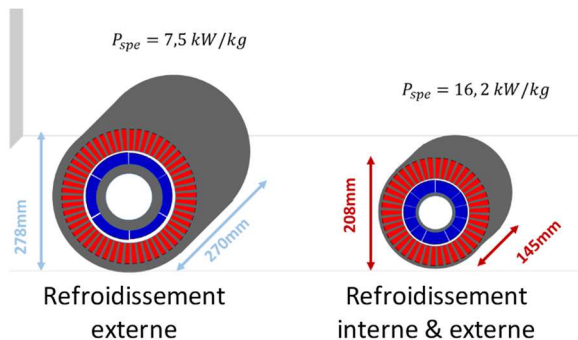 P_spe = 7,5 kW/kg
P_spe = 16,2 kW/kg
278mm
270mm
208mm
145mm
Refroidissement
externe
Refroidissement
interne & externe